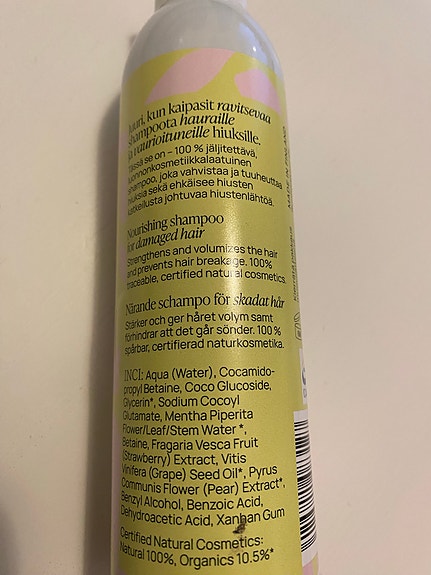 Juuri, kun kaipasit ravitsevaa
shampoota hauraille
ja vaurioituneille hiuksille.
Tässä se on – 100 % jäljitettävä,
luonnonkosmetiikkalaatuinen
shampoo, joka vahvistaa ja tuuheuttaa
hiuksia sekä ehkäisee hiusten
katkeilusta johtuvaa hiustenlähtöä.
Nourishing shampoo
for damaged hair
Strengthens and volumizes the hair
and prevents hair breakage. 100%
traceable, certified natural cosmetics.
Närande schampo för skadat hår
Stärker och ger håret volym samt
förhindrar att det går sönder. 100 %
spårbar, certifierad naturkosmetika.
INCI: Aqua (Water), Cocamido-
propyl Betaine, Coco Glucoside,
Glycerin*, Sodium Cocoyl
Glutamate, Mentha Piperita
Flower/Leaf/Stem Water *,
Betaine, Fragaria Vesca Fruit
(Strawberry) Extract, Vitis
Vinifera (Grape) Seed Oil*, Pyrus
Communis Flower (Pear) Extract*,
Benzyl Alcohol, Benzoic Acid,
Dehydroacetic Acid, Xanthan Gum
Certified Natural Cosmetics:
Natural 100%, Organics 10.5%*
MADE IN FINLAND